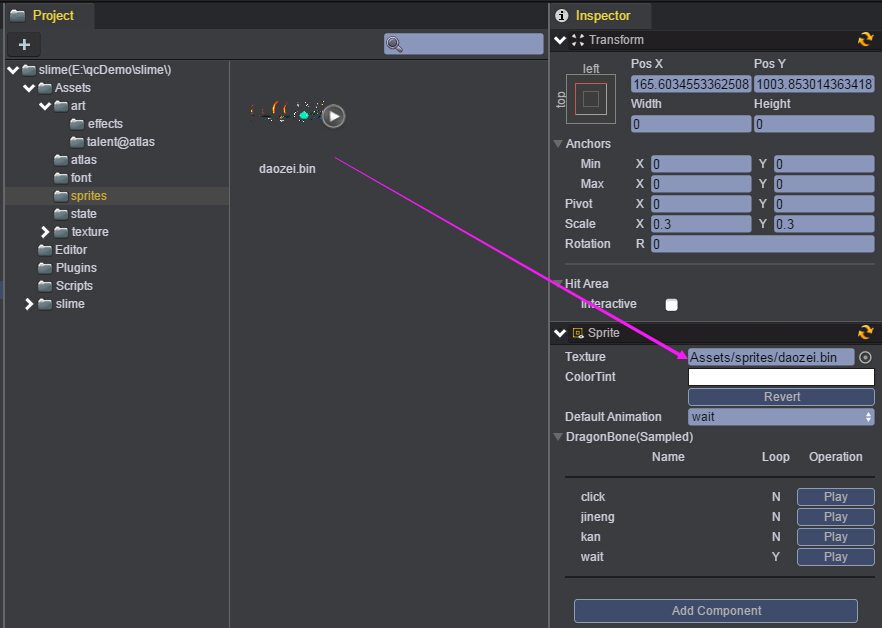 Project
+
slime(E:\qcDemo\slime\)
Assets
art
effects
talent@atlas
atlas
font
sprites
state
texture
Editor
Plugins
Scripts
slime
daozei.bin
Inspector
Transform
left
top
Pos X Pos Y
165.6034553362508 1003.853014363418
Width Height
0 0
Anchors
Min X 0 Y 0
Max X 0 Y 0
Pivot X 0 Y 0
Scale X 0.3 Y 0.3
Rotation R 0
Hit Area
Interactive
Sprite
Texture Assets/sprites/daozei.bin
ColorTint
Revert
Default Animation wait
DragonBone(Sampled)
Name Loop Operation
click N Play
jineng N Play
kan N Play
wait Y Play
Add Component